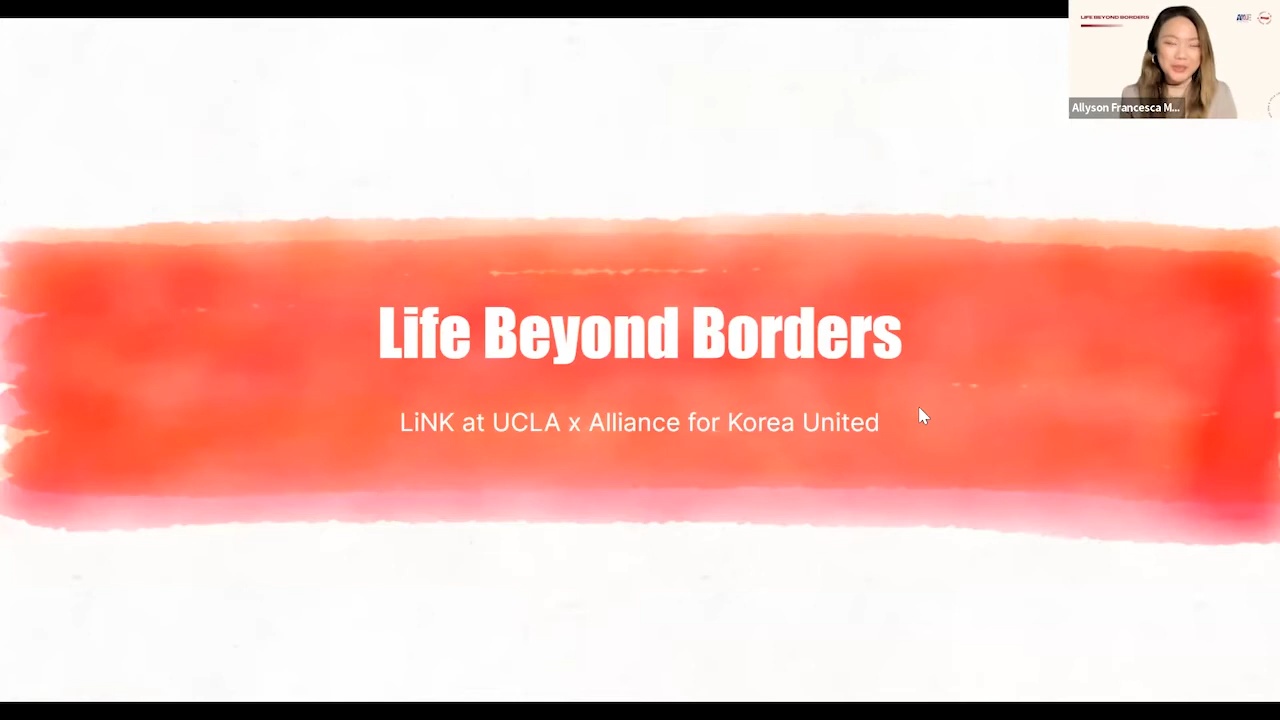 LIFE BEYOND BORDERS
Allyson Francesca M...
Life Beyond Borders
LiNK at UCLA x Alliance for Korea United